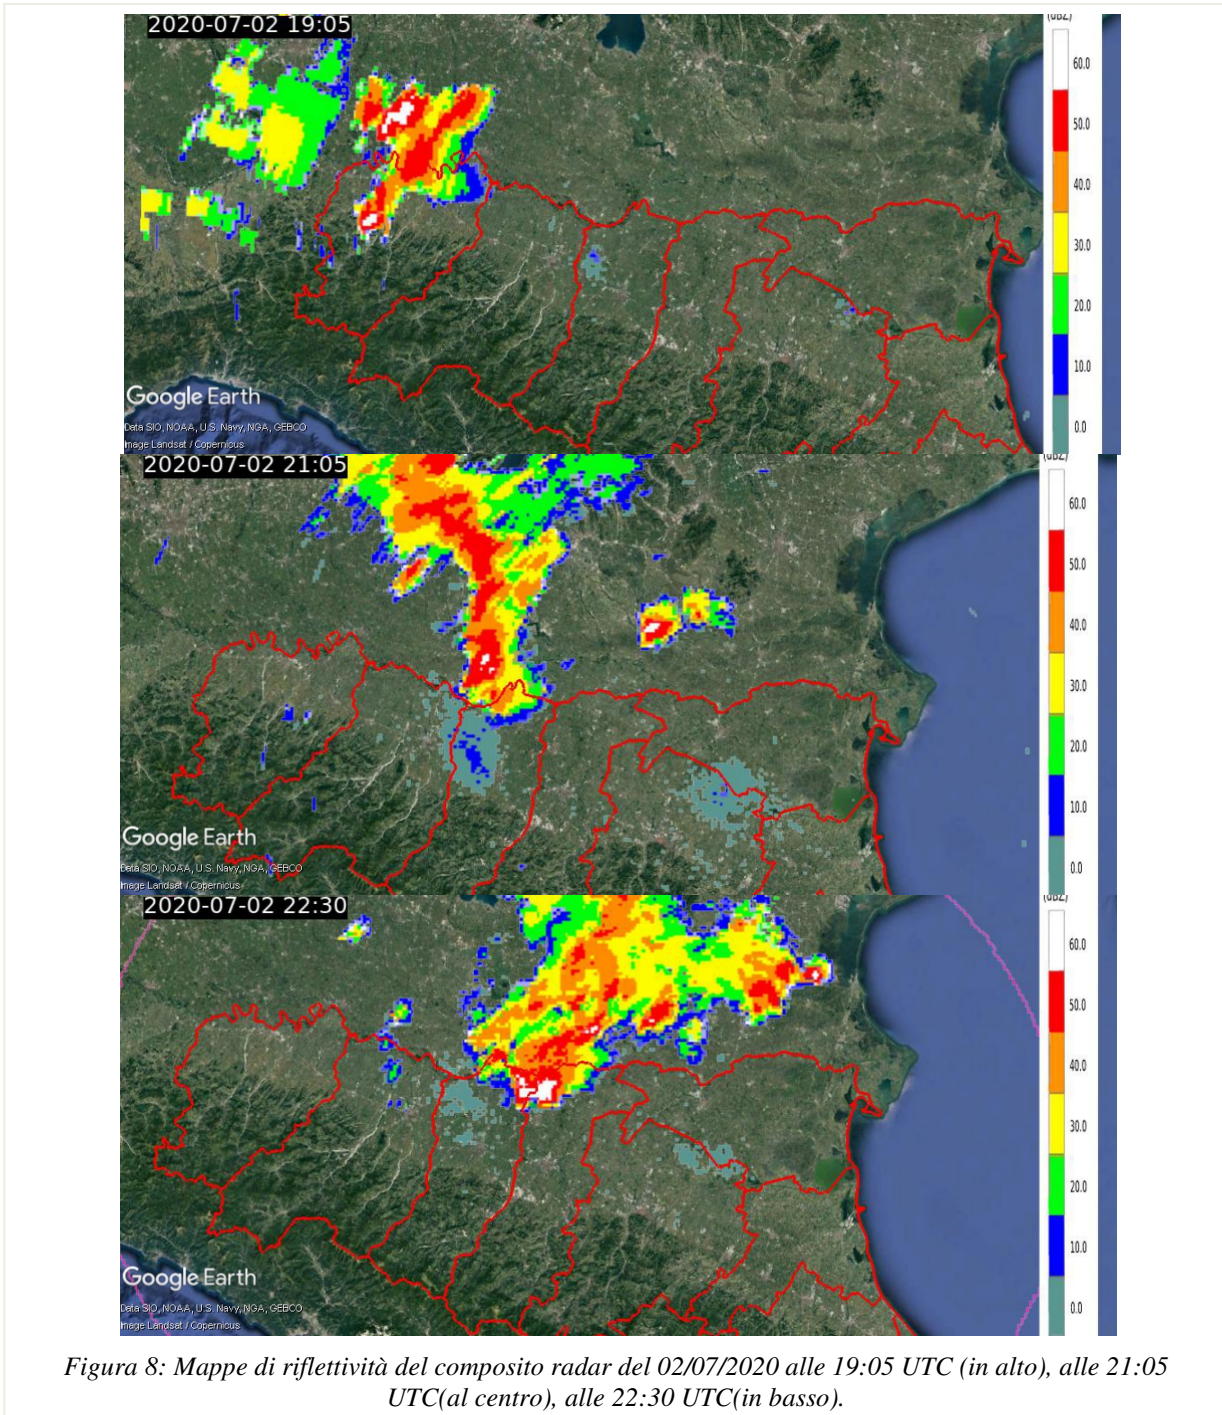 2020-07-02 19:05
(dBZ)
60.0
50.0
40.0
30.0
20.0
10.0
0.0
Google Earth
Data SIO, NOAA, U.S. Navy, NGA, GEBCO
Image Landsat / Copernicus
2020-07-02 21:05
(dBZ)
60.0
50.0
40.0
30.0
20.0
10.0
0.0
Google Earth
Data SIO, NOAA, U.S. Navy, NGA, GEBCO
Image Landsat / Copernicus
2020-07-02 22:30
(dBZ)
60.0
50.0
40.0
30.0
20.0
10.0
0.0
Google Earth
Data SIO, NOAA, U.S. Navy, NGA, GEBCO
Image Landsat / Copernicus
Figura 8: Mappe di riflettività del composito radar del 02/07/2020 alle 19:05 UTC (in alto), alle 21:05
UTC(al centro), alle 22:30 UTC(in basso).